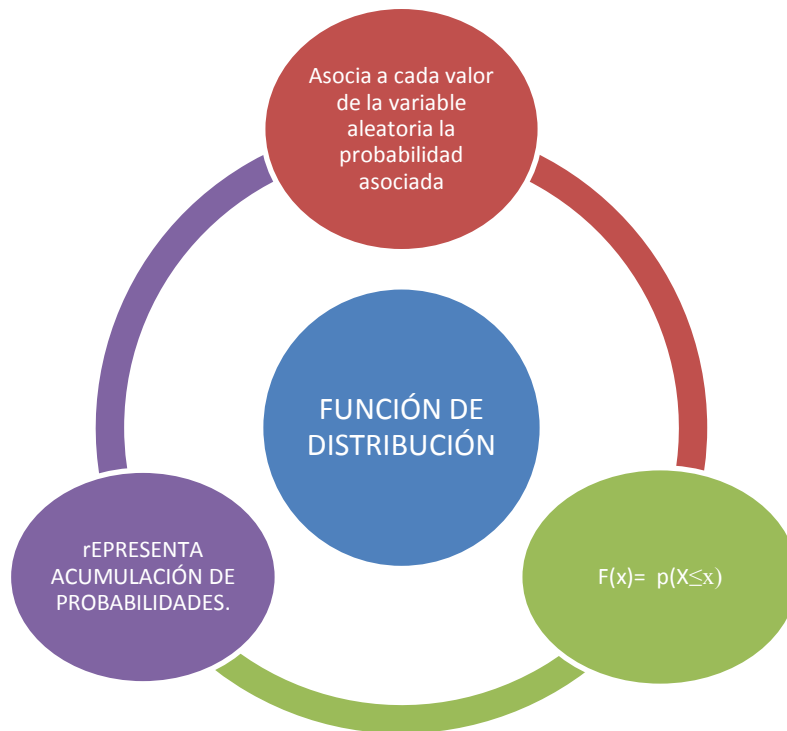 Asocia a cada valor
de la variable
aleatoria la
probabilidad
asociada
FUNCIÓN DE
DISTRIBUCIÓN
rEPRESENTA
ACUMULACIÓN DE
PROBABILIDADES.
F(x)= p(X≤x)